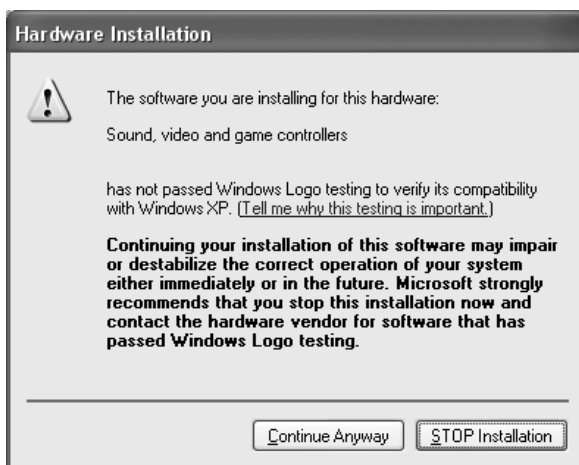 Hardware Installation
The software you are installing for this hardware:
Sound, video and game controllers
has not passed Windows Logo testing to verify its compatibility
with Windows XP. (Tell me why this testing is important.)
Continuing your installation of this software may impair
or destabilize the correct operation of your system
either immediately or in the future. Microsoft strongly
recommends that you stop this installation now and
contact the hardware vendor for software that has
passed Windows Logo testing.
Continue Anyway
STOP Installation